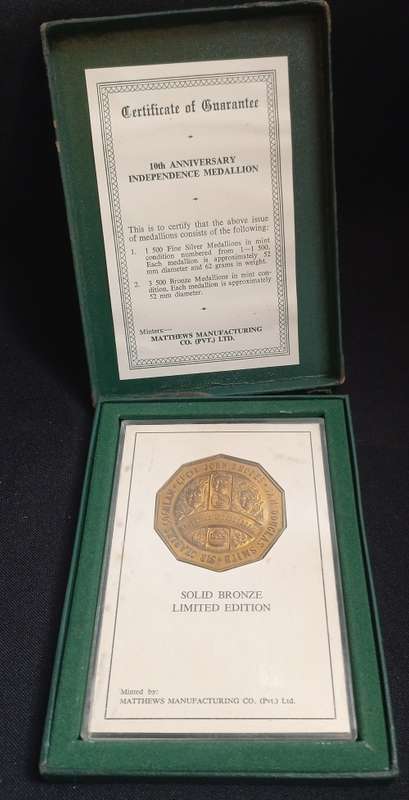 Certificate of Guarantee
10th ANNIVERSARY
INDEPENDENCE MEDALLION
This is to certify that the above issue
of medallions consists of the following:
1. 1 500 Fine Silver Medallions in mint
condition numbered from 1—1 500.
Each medallion is approximately 52
mm diameter and 62 grams in weight.
2. 3 500 Bronze Medallions in mint con-
dition. Each medallion is approximately
52 mm diameter.
Minters:—
MATTHEWS MANUFACTURING
CO. (PVT.) LTD.
DOUGLAS SMITH
SOLID BRONZE
LIMITED EDITION
Minted by:
MATTHEWS MANUFACTURING CO. (Pvt.) Ltd.